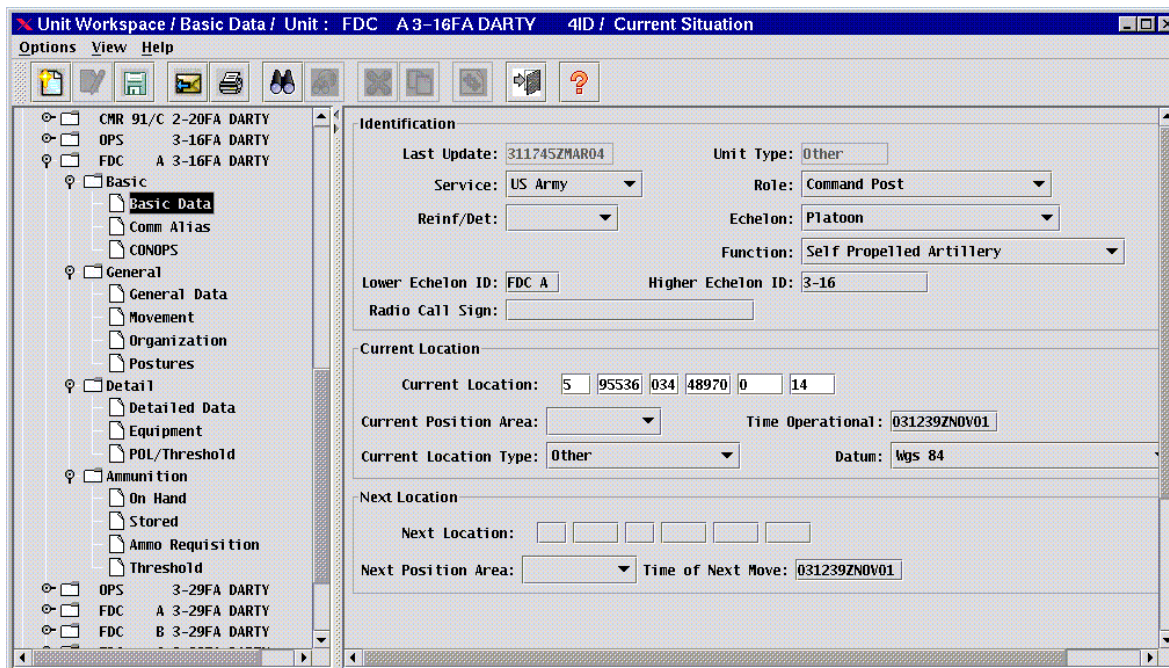 Unit Workspace / Basic Data / Unit : FDC A 3-16FA DARTY 4ID / Current Situation
Options View Help
CMR 91/C 2-20FA DARTY
OPS 3-16FA DARTY
FDC A 3-16FA DARTY
Basic
Basic Data
Comm Alias
CONOPS
General
General Data
Movement
Organization
Postures
Detail
Detailed Data
Equipment
POL/Threshold
Ammunition
On Hand
Stored
Ammo Requisition
Threshold
OPS 3-29FA DARTY
FDC A 3-29FA DARTY
FDC B 3-29FA DARTY
Identification
Last Update: 311745ZMAR04 Unit Type: Other
Service: US Army Role: Command Post
Reinf/Det: Echelon: Platoon
Function: Self Propelled Artillery
Lower Echelon ID: FDC A Higher Echelon ID: 3-16
Radio Call Sign:
Current Location
Current Location: 5 95536 034 48970 0 14
Current Position Area: Time Operational: 031239ZNOV01
Current Location Type: Other Datum: Wgs 84
Next Location
Next Location:
Next Position Area: Time of Next Move: 031239ZNOV01